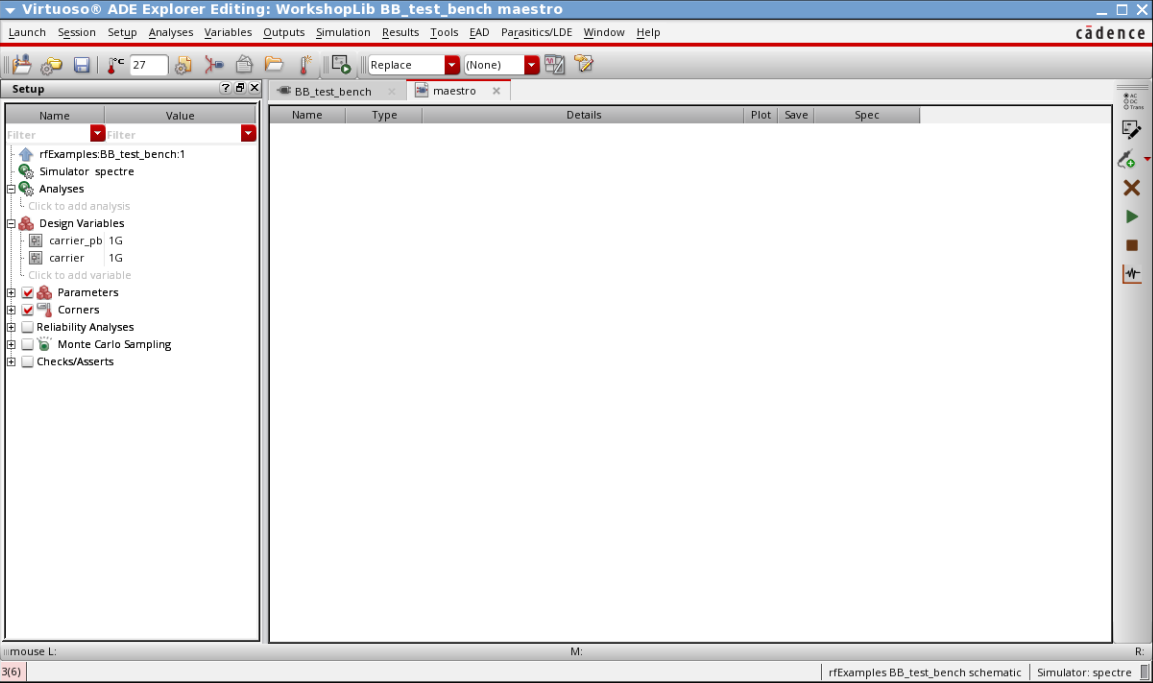 Virtuoso® ADE Explorer Editing: WorkshopLib BB_test_bench maestro
Launch Session Setup Analyses Variables Outputs Simulation Results Tools EAD Parasitics/LDE Window Help
cādence
°C 27 Replace (None)
Setup
BB_test_bench maestro
Name Value
Filter Filter
rfExamples:BB_test_bench:1
Simulator spectre
Analyses
Click to add analysis
Design Variables
carrier_pb 1G
carrier 1G
Click to add variable
Parameters
Corners
Reliability Analyses
Monte Carlo Sampling
Checks/Asserts
Name Type Details Plot Save Spec
AC
DC
Trans
mouse L: M: R:
3(6)
rfExamples BB_test_bench schematic Simulator: spectre